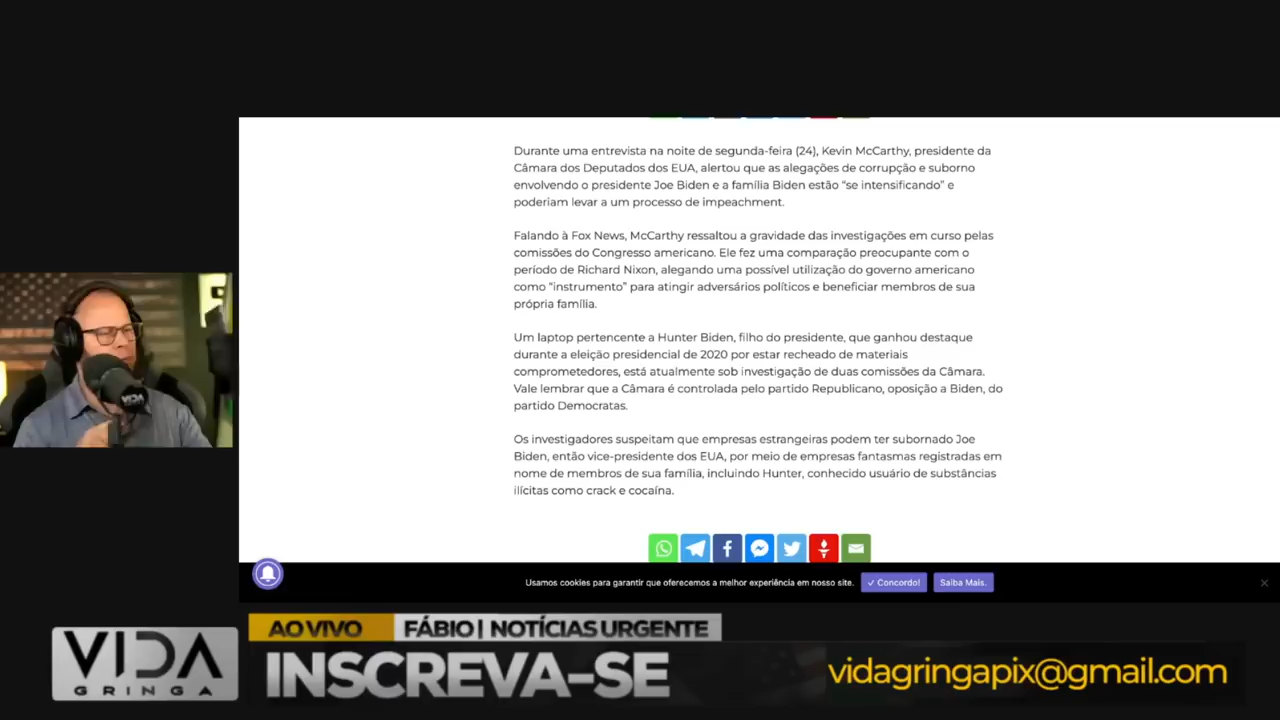 Durante uma entrevista na noite de segunda-feira (24), Kevin McCarthy, presidente da
Câmara dos Deputados dos EUA, alertou que as alegações de corrupção e suborno
envolvendo o presidente Joe Biden e a família Biden estão “se intensificando” e
poderiam levar a um processo de impeachment.
Falando à Fox News, McCarthy ressaltou a gravidade das investigações em curso pelas
comissões do Congresso americano. Ele fez uma comparação preocupante com o
período de Richard Nixon, alegando uma possível utilização do governo americano
como “instrumento” para atingir adversários políticos e beneficiar membros de sua
própria família.
Um laptop pertencente a Hunter Biden, filho do presidente, que ganhou destaque
durante a eleição presidencial de 2020 por estar recheado de materiais
comprometedores, está atualmente sob investigação de duas comissões da Câmara.
Vale lembrar que a Câmara é controlada pelo partido Republicano, oposição a Biden, do
partido Democratas.
Os investigadores suspeitam que empresas estrangeiras podem ter subornado Joe
Biden, então vice-presidente dos EUA, por meio de empresas fantasmas registradas em
nome de membros de sua família, incluindo Hunter, conhecido usuário de substâncias
ilícitas como crack e cocaína.
Usamos cookies para garantir que oferecemos a melhor experiência em nosso site. ✓ Concordo! Saiba Mais.
AO VIVO FÁBIO | NOTÍCIAS URGENTE
VIDA
GRINGA
INSCREVA-SE
vidagringapix@gmail.com
VIDA